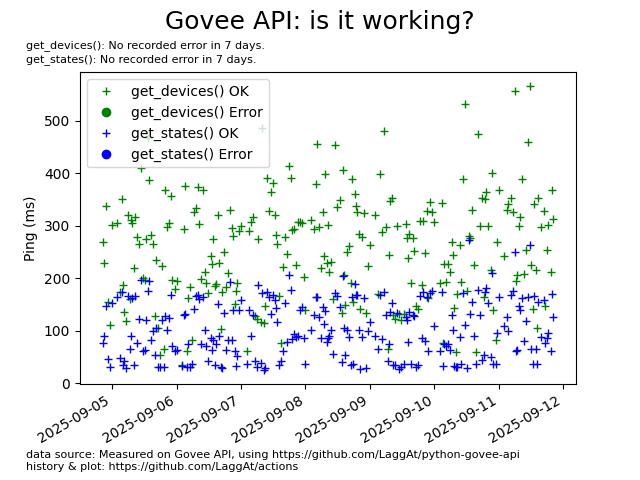 Govee API: is it working?
get_devices(): No recorded error in 7 days.
get_states(): No recorded error in 7 days.
get_devices() OK
get_devices() Error
get_states() OK
get_states() Error
Ping (ms)
500
400
300
200
100
0
2025-09-05
2025-09-06
2025-09-07
2025-09-08
2025-09-09
2025-09-10
2025-09-11
2025-09-12
data source: Measured on Govee API, using https://github.com/LaggAt/python-govee-api
history & plot: https://github.com/LaggAt/actions